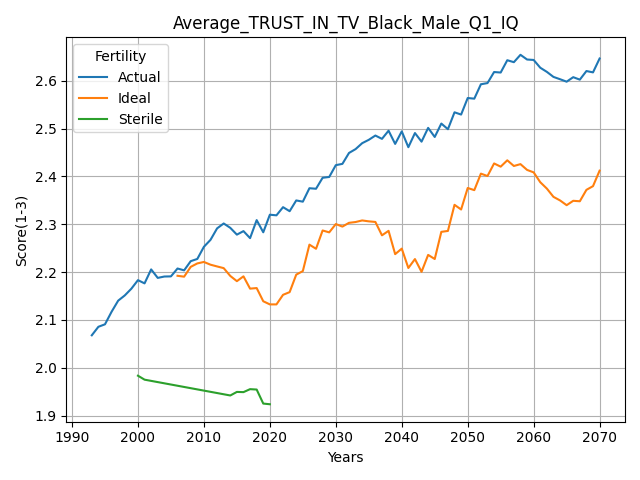 Average_TRUST_IN_TV_Black_Male_Q1_IQ
Fertility
Actual
Ideal
Sterile
Score(1-3)
2.6
2.5
2.4
2.3
2.2
2.1
2.0
1.9
1990 2000 2010 2020 2030 2040 2050 2060 2070
Years